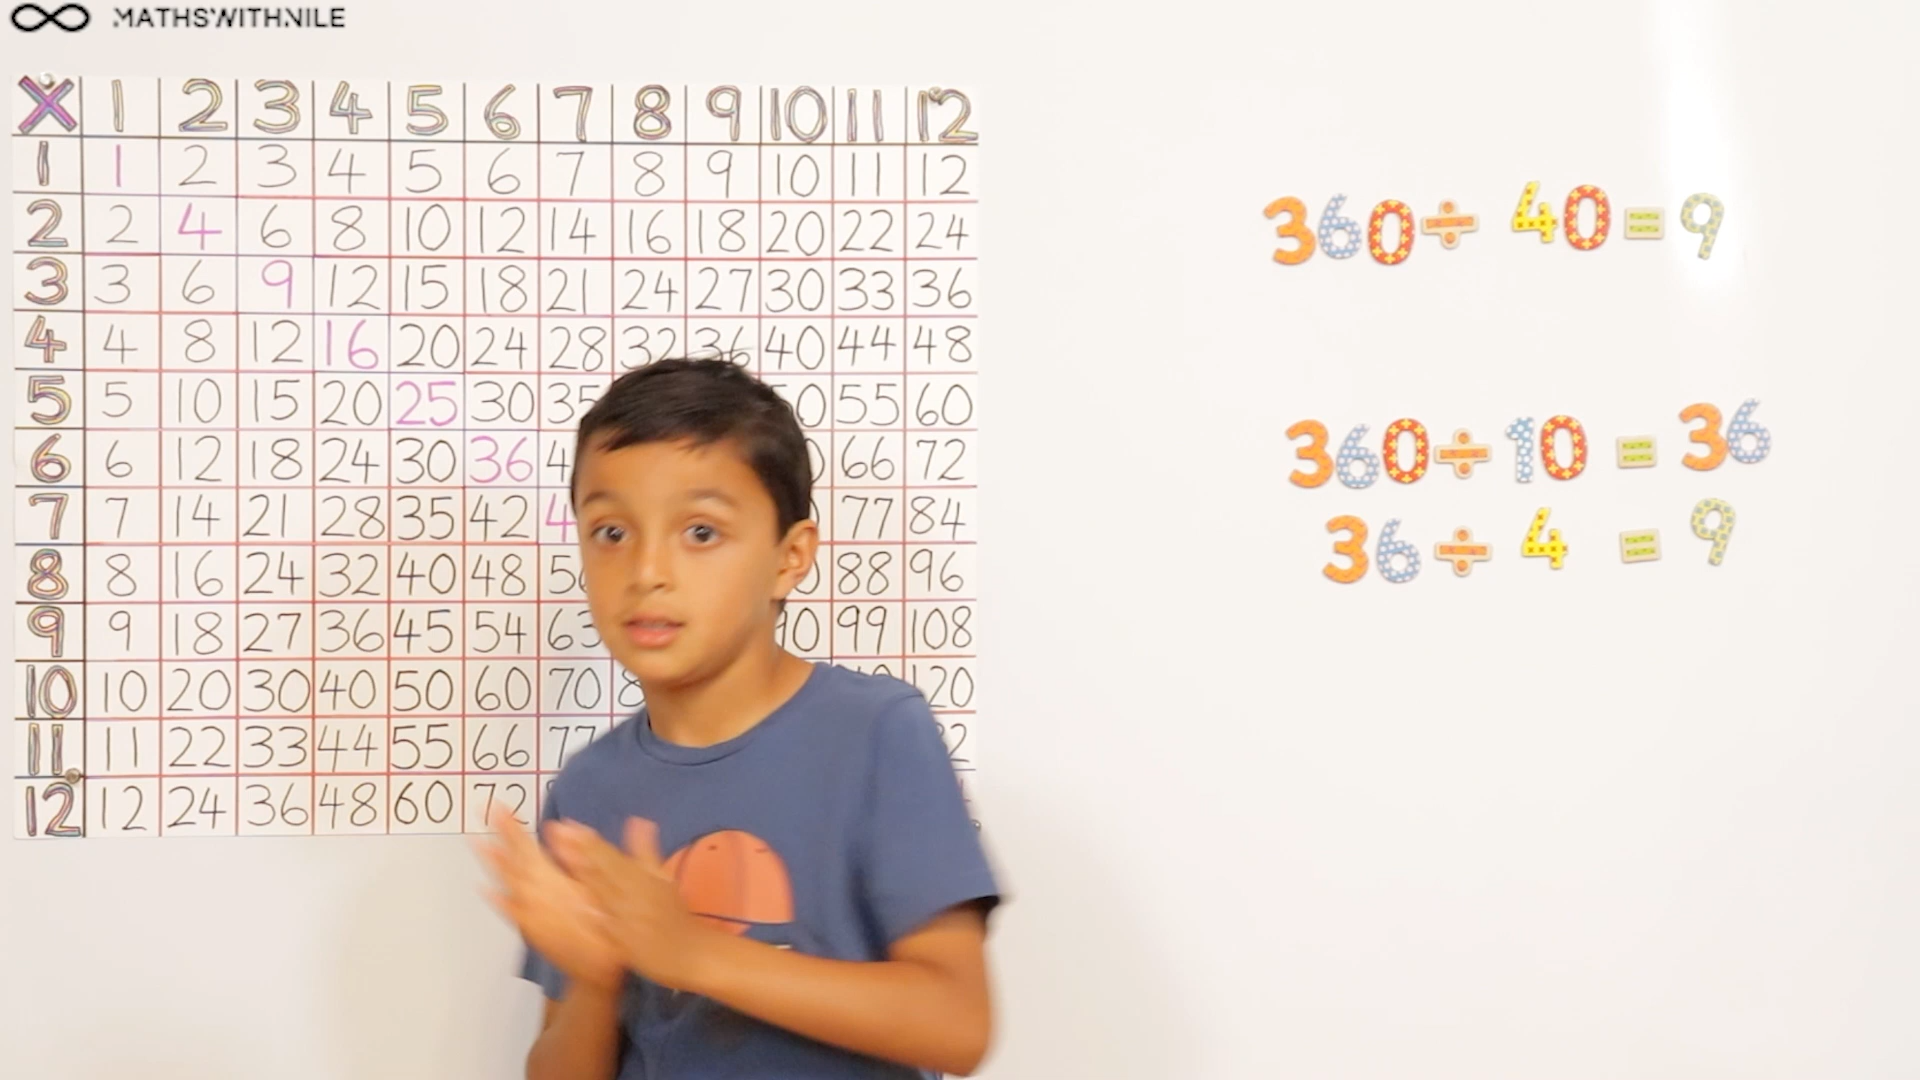 MATHSWITHNILE
X 1 2 3 4 5 6 7 8 9 10 11 12
1 1 2 3 4 5 6 7 8 9 10 11 12
2 2 4 6 8 10 12 14 16 18 20 22 24
3 3 6 9 12 15 18 21 24 27 30 33 36
4 4 8 12 16 20 24 28 32 36 40 44 48
5 5 10 15 20 25 30 35 55 60
6 6 12 18 24 30 36 66 72
7 7 14 21 28 35 42 77 84
8 8 16 24 32 40 48 88 96
9 9 18 27 36 45 54 63 90 99 108
10 10 20 30 40 50 60 70 120
11 11 22 33 44 55 66 77
12 12 24 36 48 60 72
360 ÷ 40 = 9
360 ÷ 10 = 36
36 ÷ 4 = 9